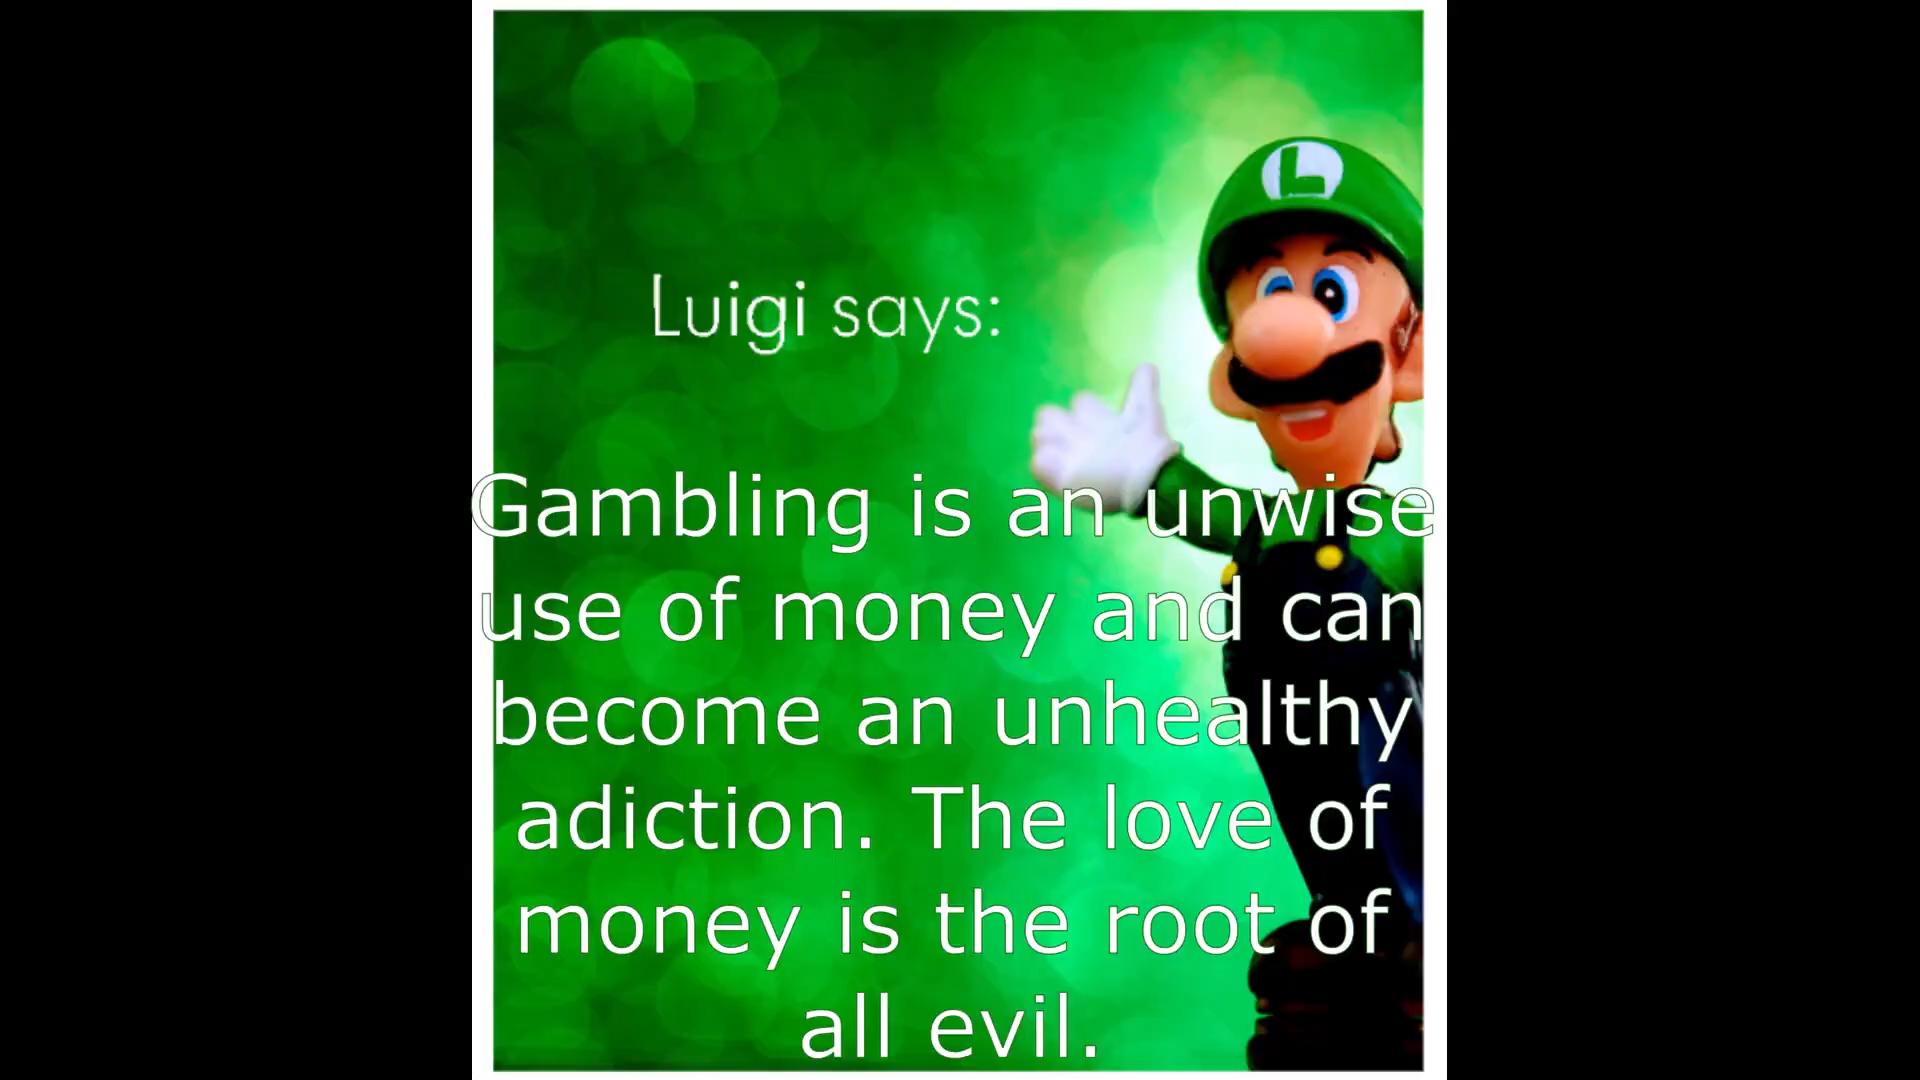 L
Luigi says:
Gambling is an unwise
use of money and can
become an unhealthy
adiction. The love of
money is the root of
all evil.